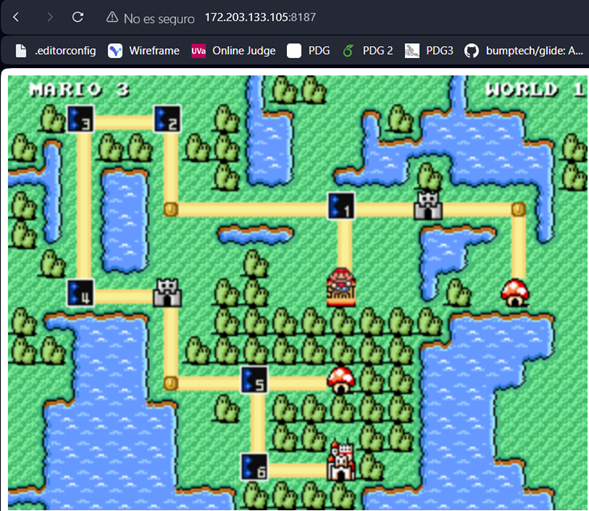 No es seguro 172.203.133.105:8187
.editorconfig Wireframe UVa Online Judge PDG PDG 2 PDG3 bumptech/glide: A...
MARIO 3 WORLD 1
3 2
1
4
5
6